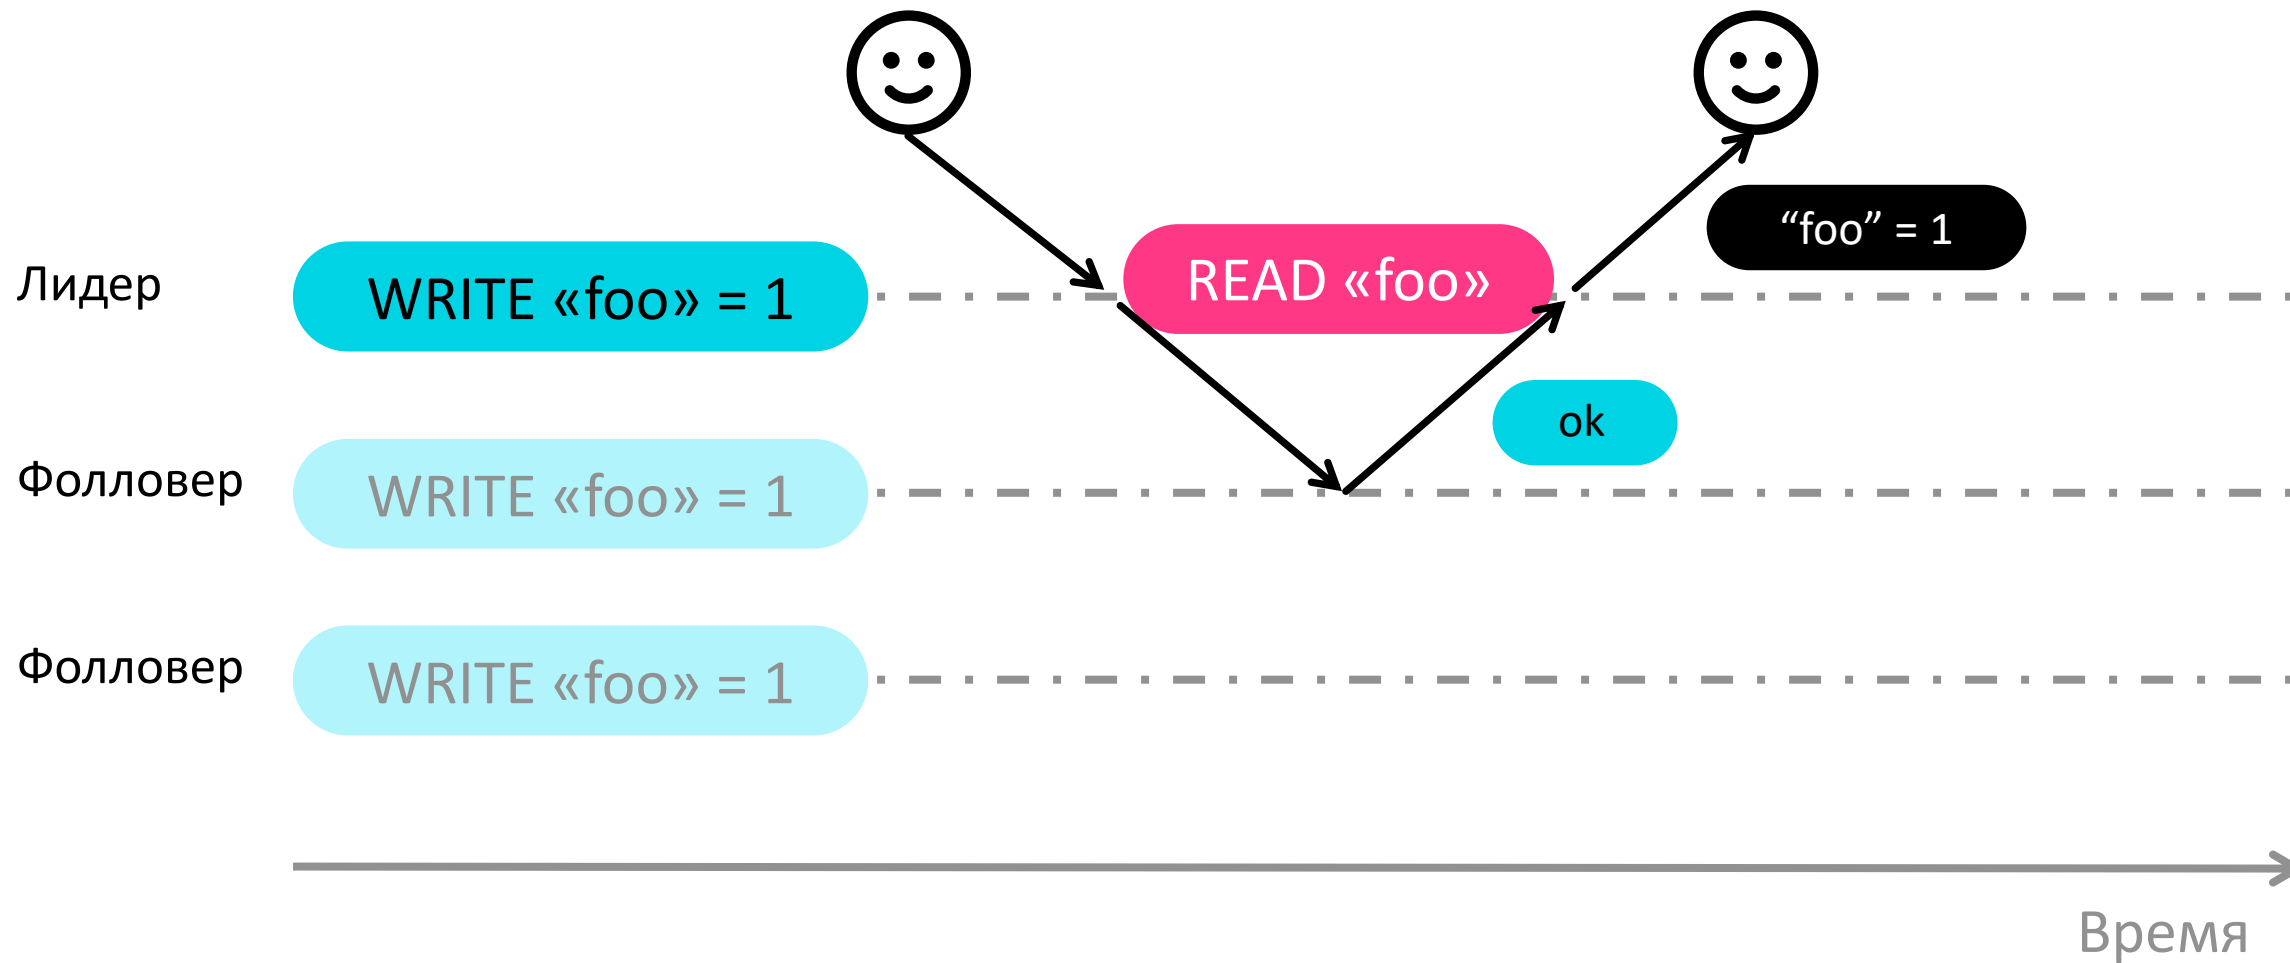 “foo” = 1
Лидер
WRITE «foo» = 1
READ «foo»
ok
Фолловер
WRITE «foo» = 1
Фолловер
WRITE «foo» = 1
Время